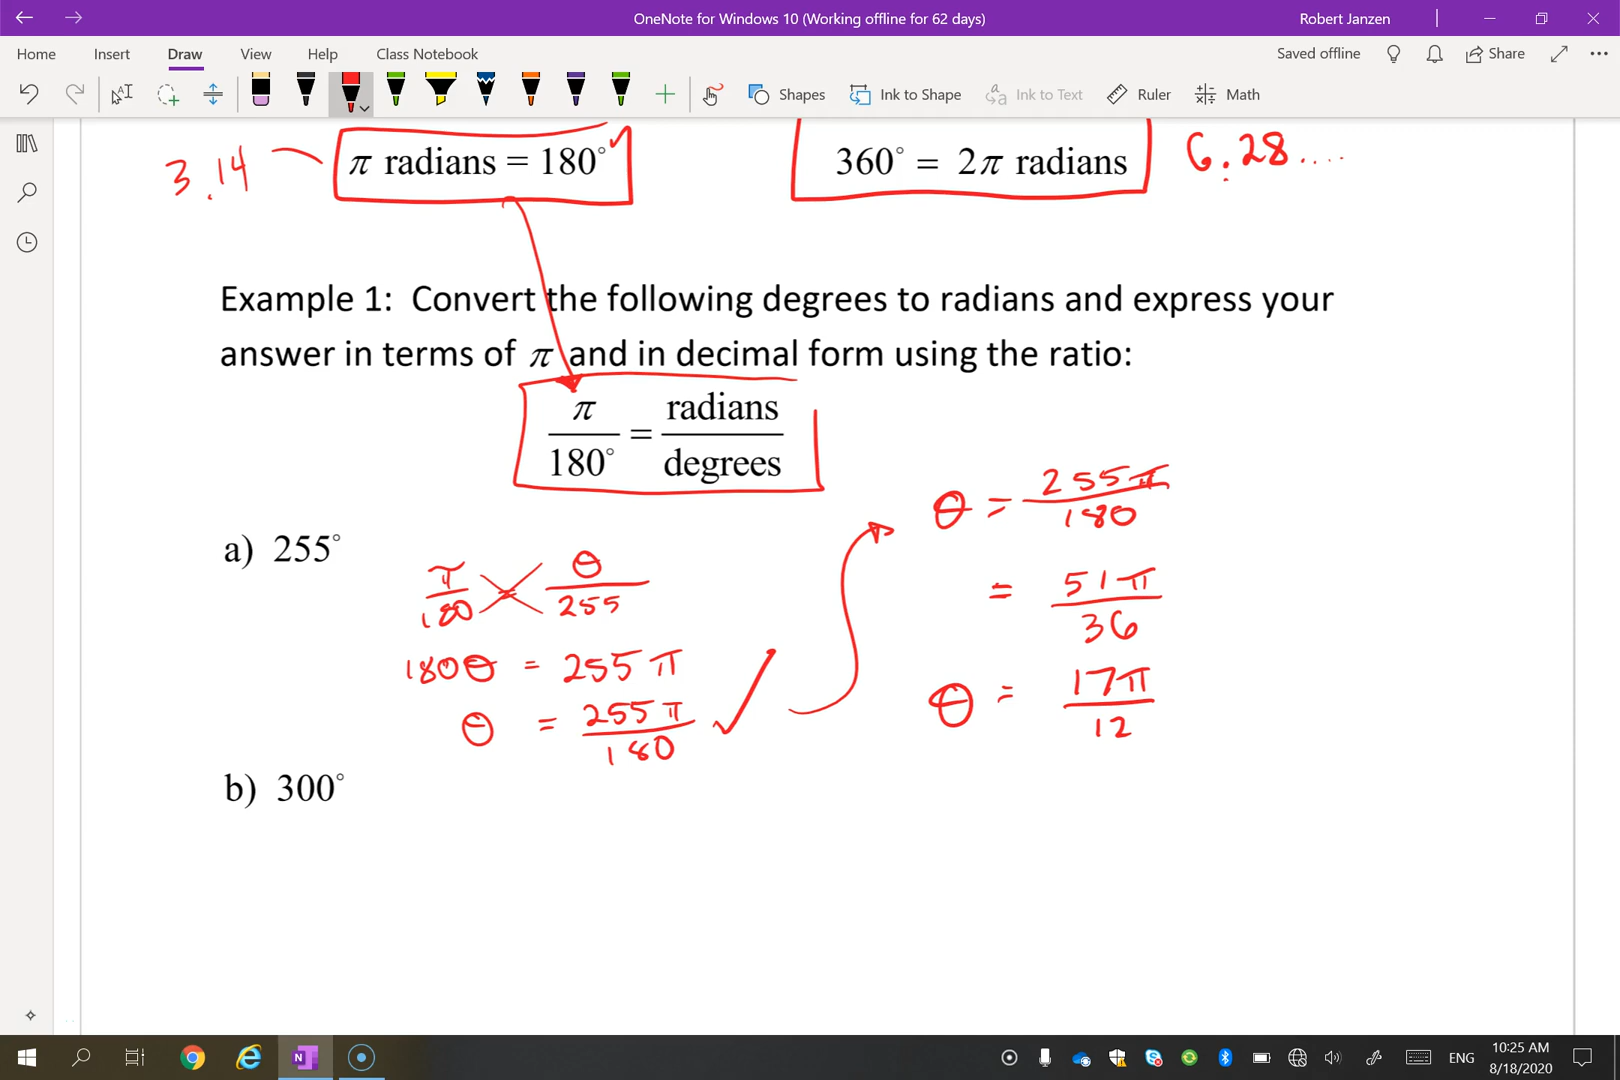 OneNote for Windows 10 (Working offline for 62 days)
Robert Janzen
Home Insert Draw View Help Class Notebook
Saved offline Share
Shapes Ink to Shape Ink to Text Ruler Math
3.14
π radians = 180°
360° = 2π radians
6.28....
Example 1: Convert the following degrees to radians and express your
answer in terms of π and in decimal form using the ratio:
π/180° = radians/degrees
a) 255°
π/180 = θ/255
180θ = 255π
θ = 255π/180
θ = 255π/180
= 51π/36
θ = 17π/12
b) 300°
ENG
10:25 AM
8/18/2020